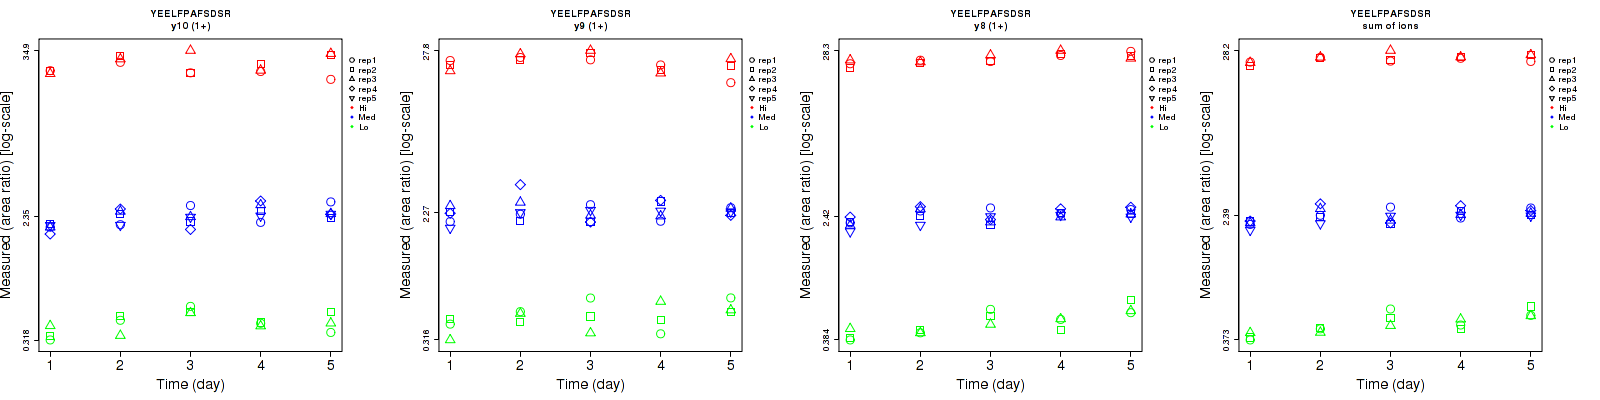 YEELFPAFSDSR
y10 (1+)
Measured (area ratio) [log-scale]
34.9
2.35
0.318
1 2 3 4 5
Time (day)
rep1
rep2
rep3
rep4
rep5
Hi
Med
Lo
YEELFPAFSDSR
y9 (1+)
Measured (area ratio) [log-scale]
27.8
2.27
0.316
1 2 3 4 5
Time (day)
rep1
rep2
rep3
rep4
rep5
Hi
Med
Lo
YEELFPAFSDSR
y8 (1+)
Measured (area ratio) [log-scale]
28.3
2.42
0.384
1 2 3 4 5
Time (day)
rep1
rep2
rep3
rep4
rep5
Hi
Med
Lo
YEELFPAFSDSR
sum of ions
Measured (area ratio) [log-scale]
28.2
2.39
0.373
1 2 3 4 5
Time (day)
rep1
rep2
rep3
rep4
rep5
Hi
Med
Lo